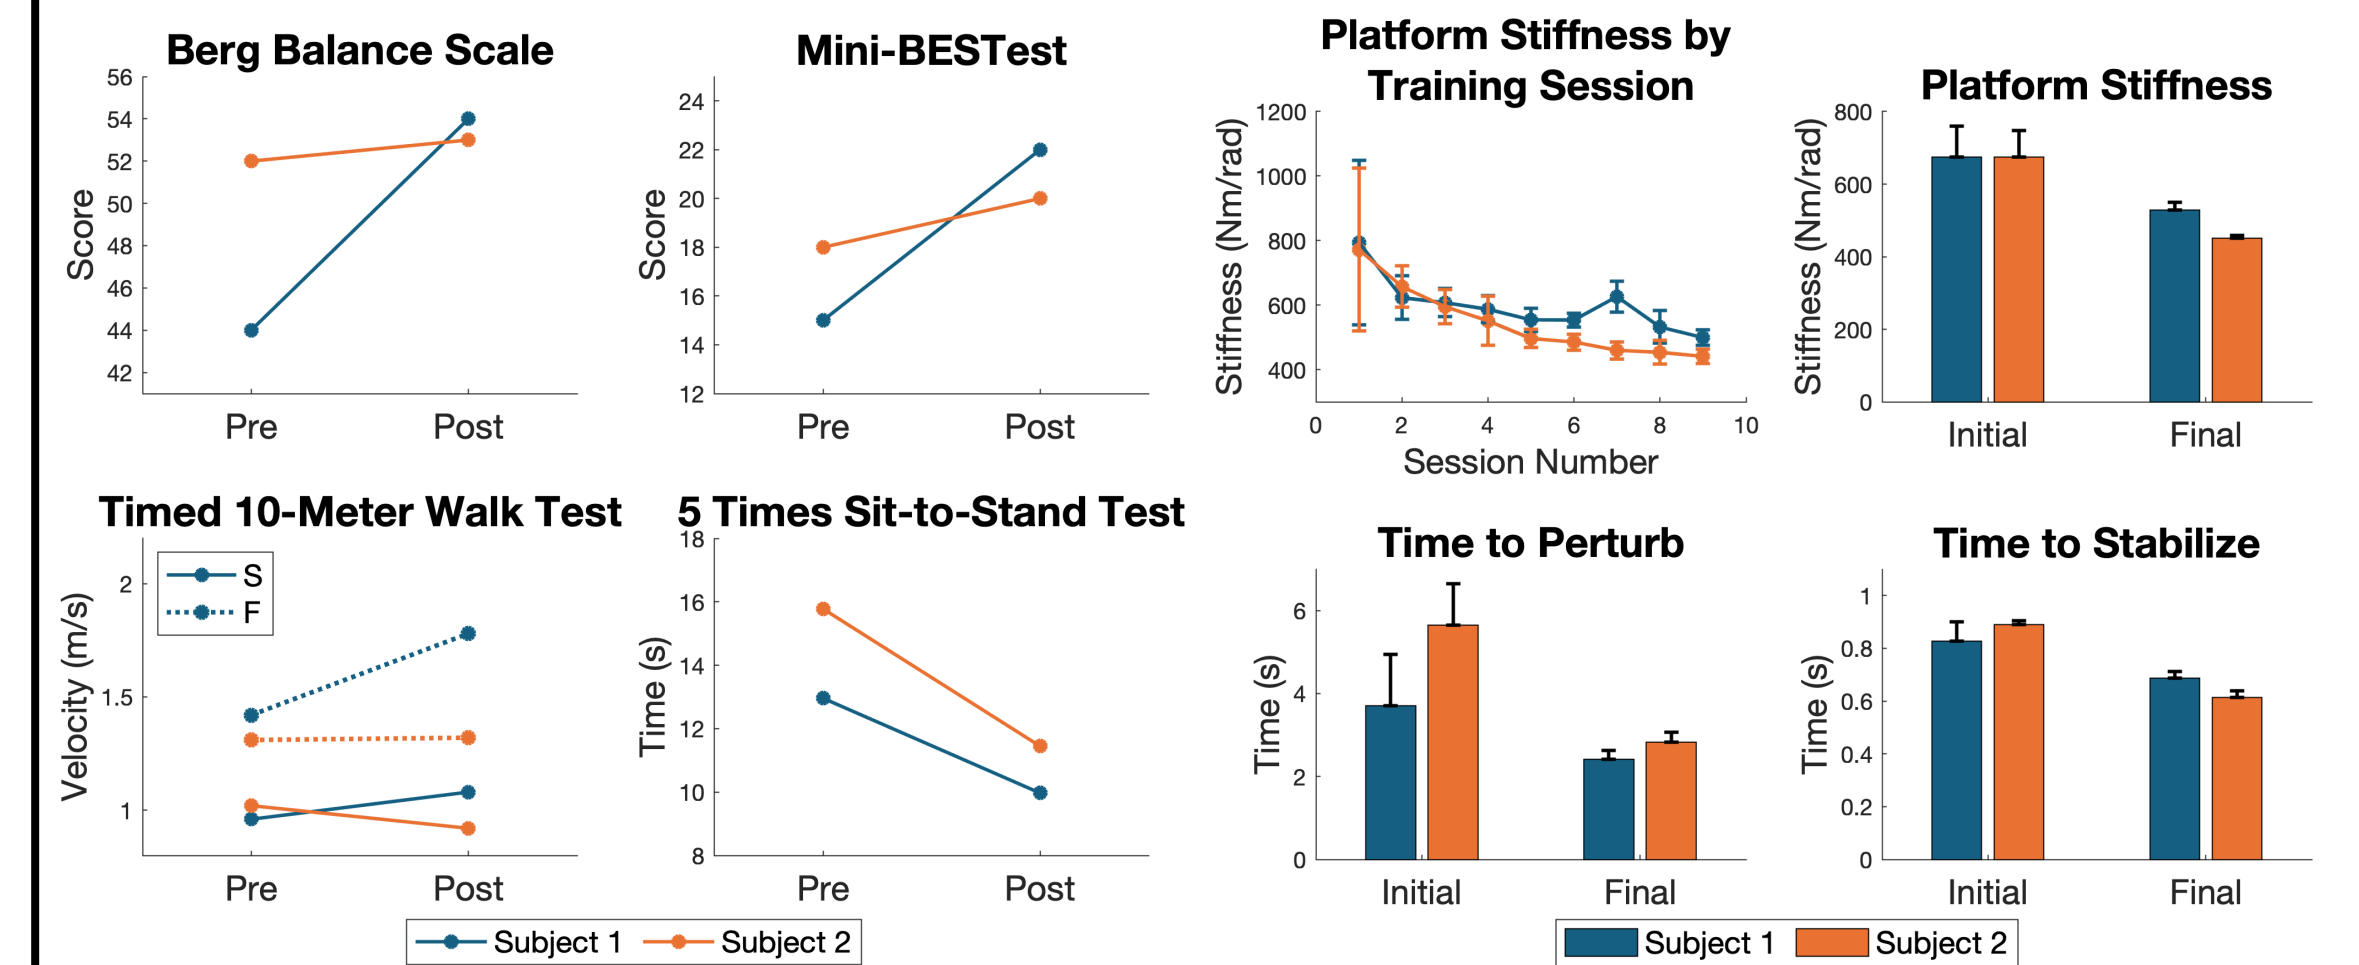 Berg Balance Scale
56
54
52
50
48
46
44
42
Score
Pre Post
Mini-BESTest
24
22
20
18
16
14
12
Score
Pre Post
Platform Stiffness by
Training Session
1200
1000
800
600
400
Stiffness (Nm/rad)
0 2 4 6 8 10
Session Number
Platform Stiffness
800
600
400
200
0
Stiffness (Nm/rad)
Initial Final
Timed 10-Meter Walk Test
2
1.5
1
Velocity (m/s)
S
F
Pre Post
5 Times Sit-to-Stand Test
18
16
14
12
10
8
Time (s)
Pre Post
Subject 1 Subject 2
Time to Perturb
6
4
2
0
Time (s)
Initial Final
Time to Stabilize
1
0.8
0.6
0.4
0.2
0
Time (s)
Initial Final
Subject 1 Subject 2